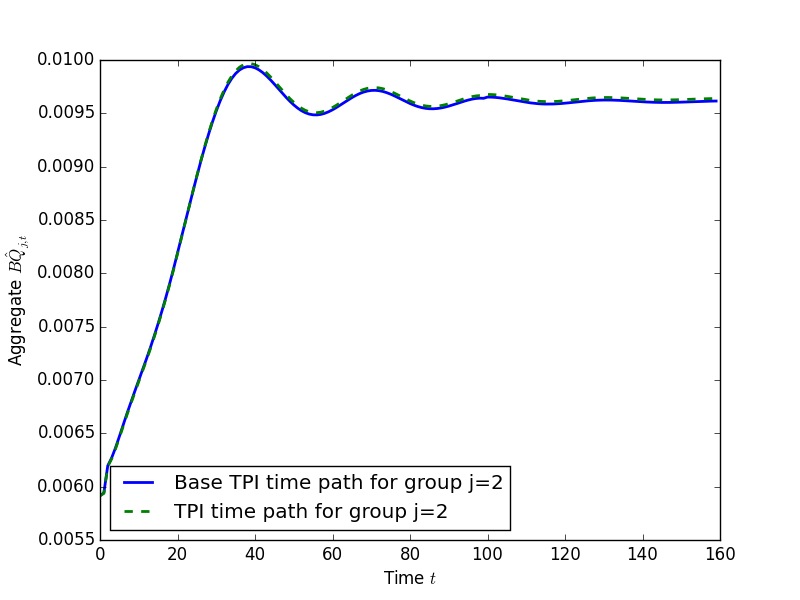 0.0100
0.0095
0.0090
0.0085
0.0080
0.0075
0.0070
0.0065
0.0060
0.0055
Aggregate $\hat{BQ}_{j,t}$
Base TPI time path for group j=2
TPI time path for group j=2
0 20 40 60 80 100 120 140 160
Time t